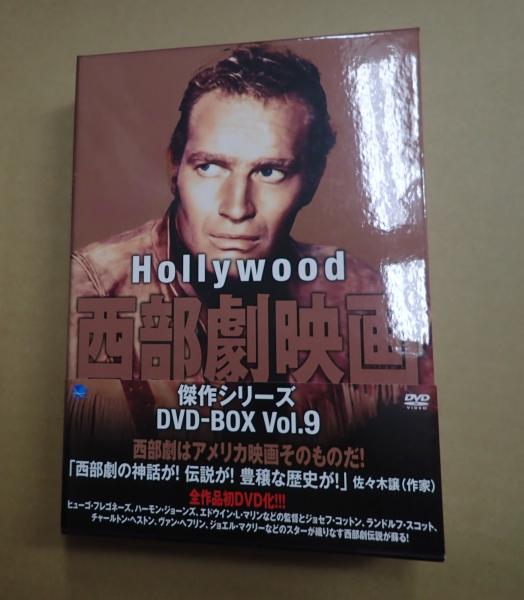 Hollywood
西部劇映画
傑作シリーズ
DVD-BOX Vol.9
DVD
VIDEO
西部劇はアメリカ映画そのものだ!
「西部劇の神話が! 伝説が! 豊穣な歴史が!」 佐々木譲(作家)
全作品初DVD化!!!
ヒューゴ・フレゴネーズ、ハーモン・ジョーンズ、エドウイン・L・マリンなどの監督とジョセフ・コットン、ランドルフ・スコット、
チャールトン・ヘストン、ヴァン・ヘフリン、ジョエル・マクリーなどのスターが織りなす西部劇伝説が蘇る!